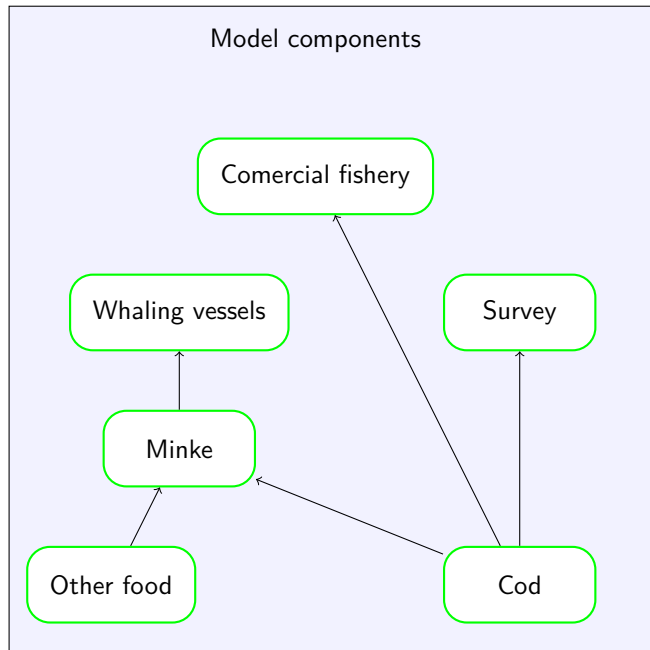 Model components
Comercial fishery
Whaling vessels
Survey
Minke
Other food
Cod